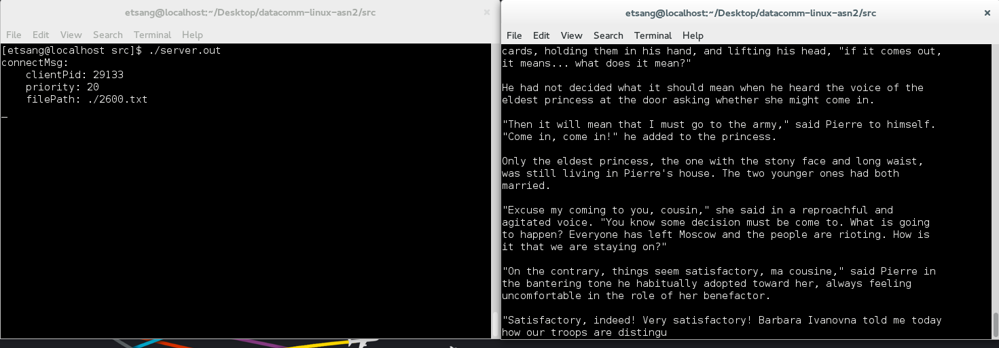 etsang@localhost:~/Desktop/datacomm-linux-asn2/src ×
File Edit View Search Terminal Help
[etsang@localhost src]$ ./server.out
connectMsg:
    clientPid: 29133
    priority: 20
    filePath: ./2600.txt
etsang@localhost:~/Desktop/datacomm-linux-asn2/src ×
File Edit View Search Terminal Help
cards, holding them in his hand, and lifting his head, "if it comes out,
it means... what does it mean?"
He had not decided what it should mean when he heard the voice of the
eldest princess at the door asking whether she might come in.
"Then it will mean that I must go to the army," said Pierre to himself.
"Come in, come in!" he added to the princess.
Only the eldest princess, the one with the stony face and long waist,
was still living in Pierre's house. The two younger ones had both
married.
"Excuse my coming to you, cousin," she said in a reproachful and
agitated voice. "You know some decision must be come to. What is going
to happen? Everyone has left Moscow and the people are rioting. How is
it that we are staying on?"
"On the contrary, things seem satisfactory, ma cousine," said Pierre in
the bantering tone he habitually adopted toward her, always feeling
uncomfortable in the role of her benefactor.
"Satisfactory, indeed! Very satisfactory! Barbara Ivanovna told me today
how our troops are distingu